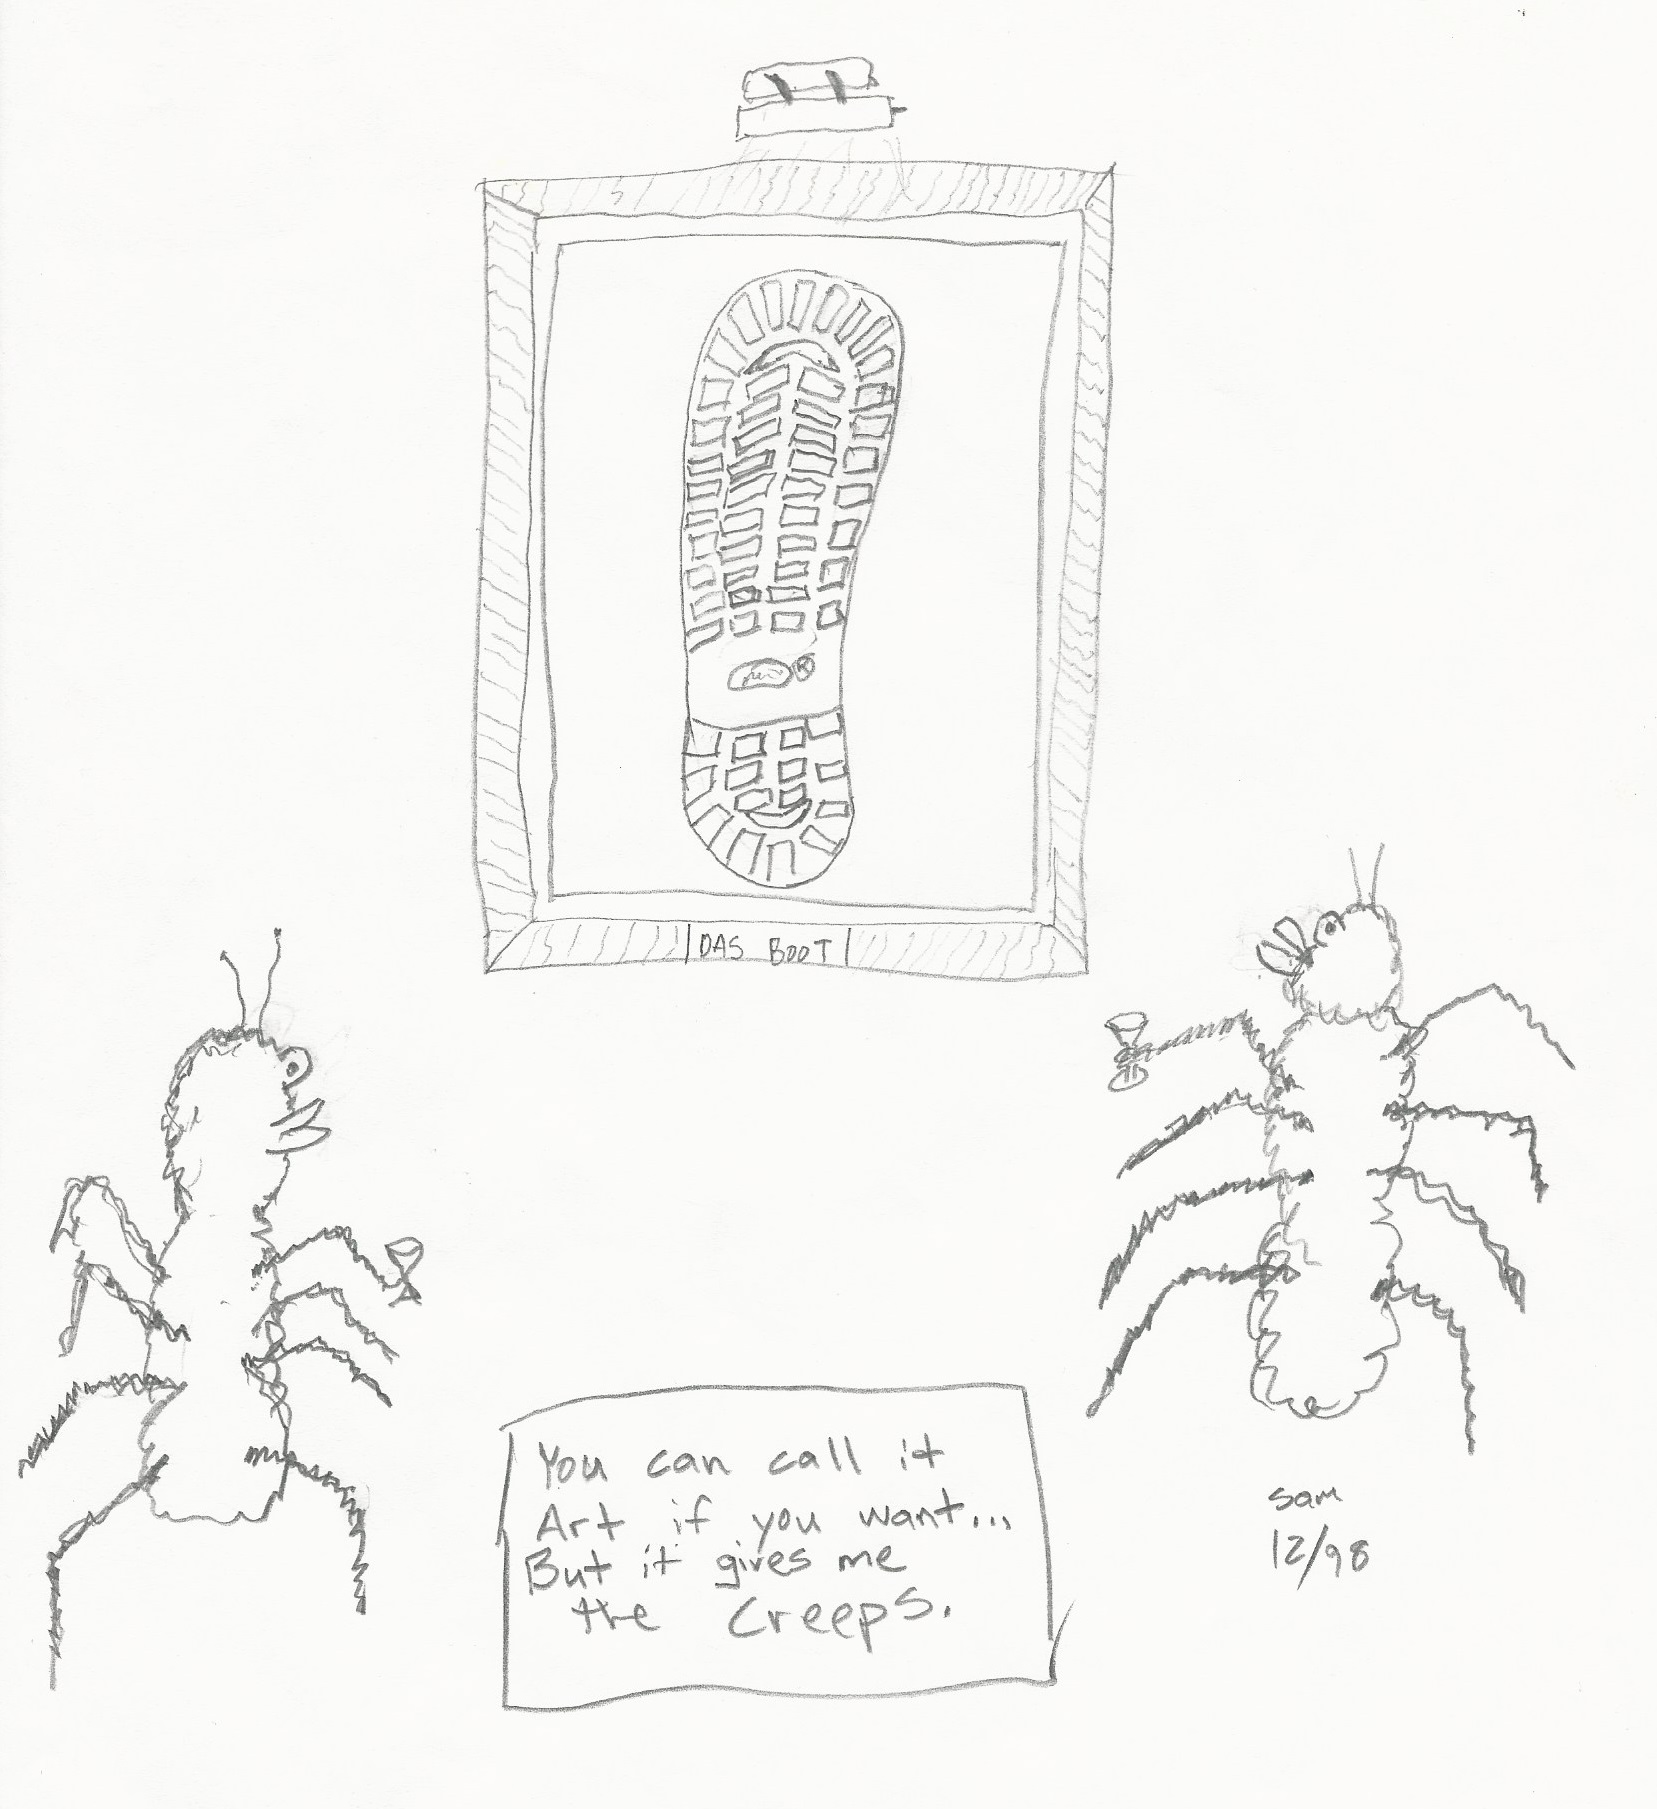 DAS BOOT
You can call it
Art if you want...
But it gives me
the Creeps.
Sam
12/98
®